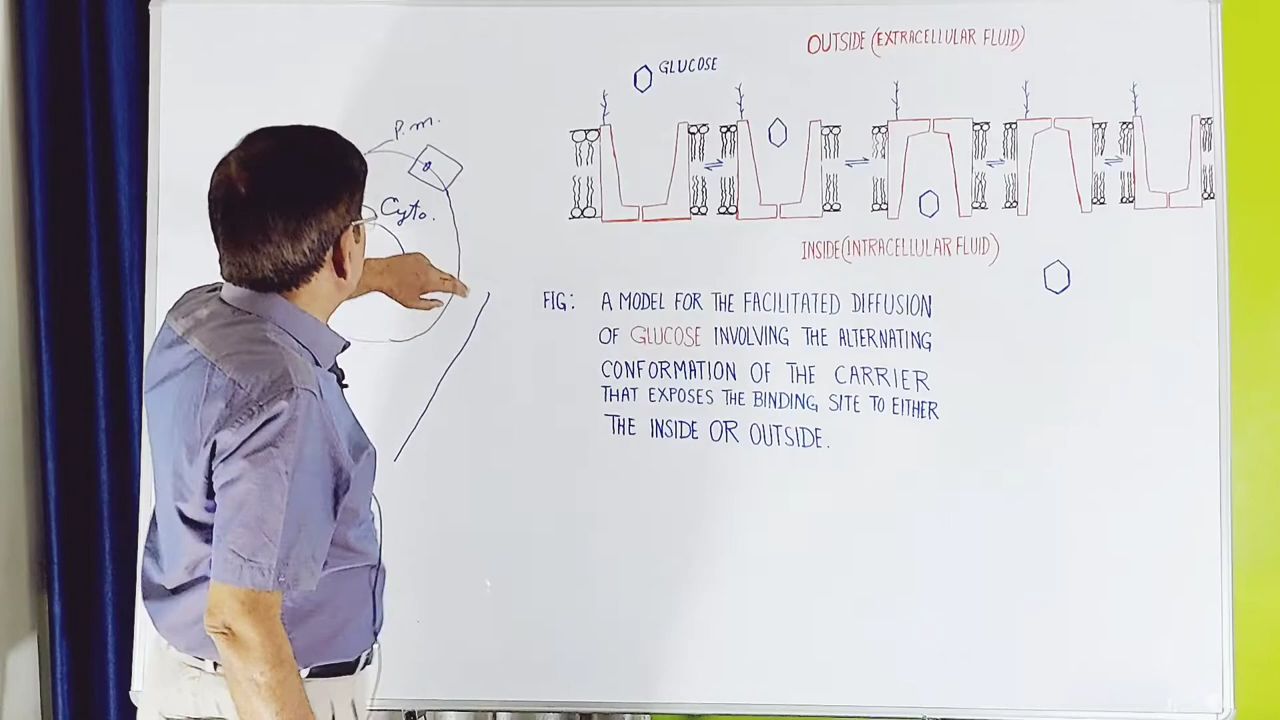 OUTSIDE (EXTRACELLULAR FLUID)
GLUCOSE
P.m.
Cyto.
INSIDE (INTRACELLULAR FLUID)
FIG: A MODEL FOR THE FACILITATED DIFFUSION
OF GLUCOSE INVOLVING THE ALTERNATING
CONFORMATION OF THE CARRIER
THAT EXPOSES THE BINDING SITE TO EITHER
THE INSIDE OR OUTSIDE.